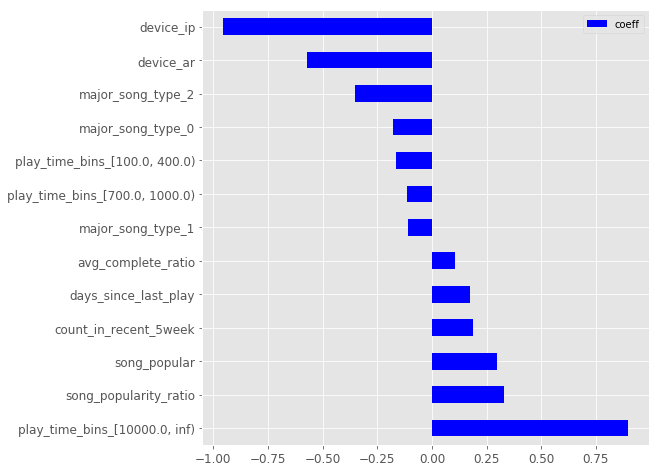 coeff
device_ip
device_ar
major_song_type_2
major_song_type_0
play_time_bins_[100.0, 400.0)
play_time_bins_[700.0, 1000.0)
major_song_type_1
avg_complete_ratio
days_since_last_play
count_in_recent_5week
song_popular
song_popularity_ratio
play_time_bins_[10000.0, inf)
−1.00 −0.75 −0.50 −0.25 0.00 0.25 0.50 0.75